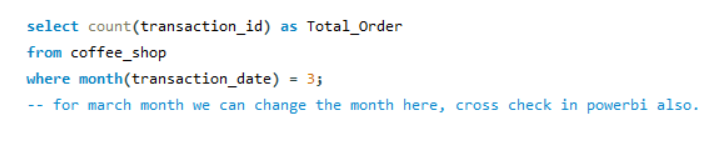 select count(transaction_id) as Total_Order
from coffee_shop
where month(transaction_date) = 3;
-- for march month we can change the month here, cross check in powerbi also.